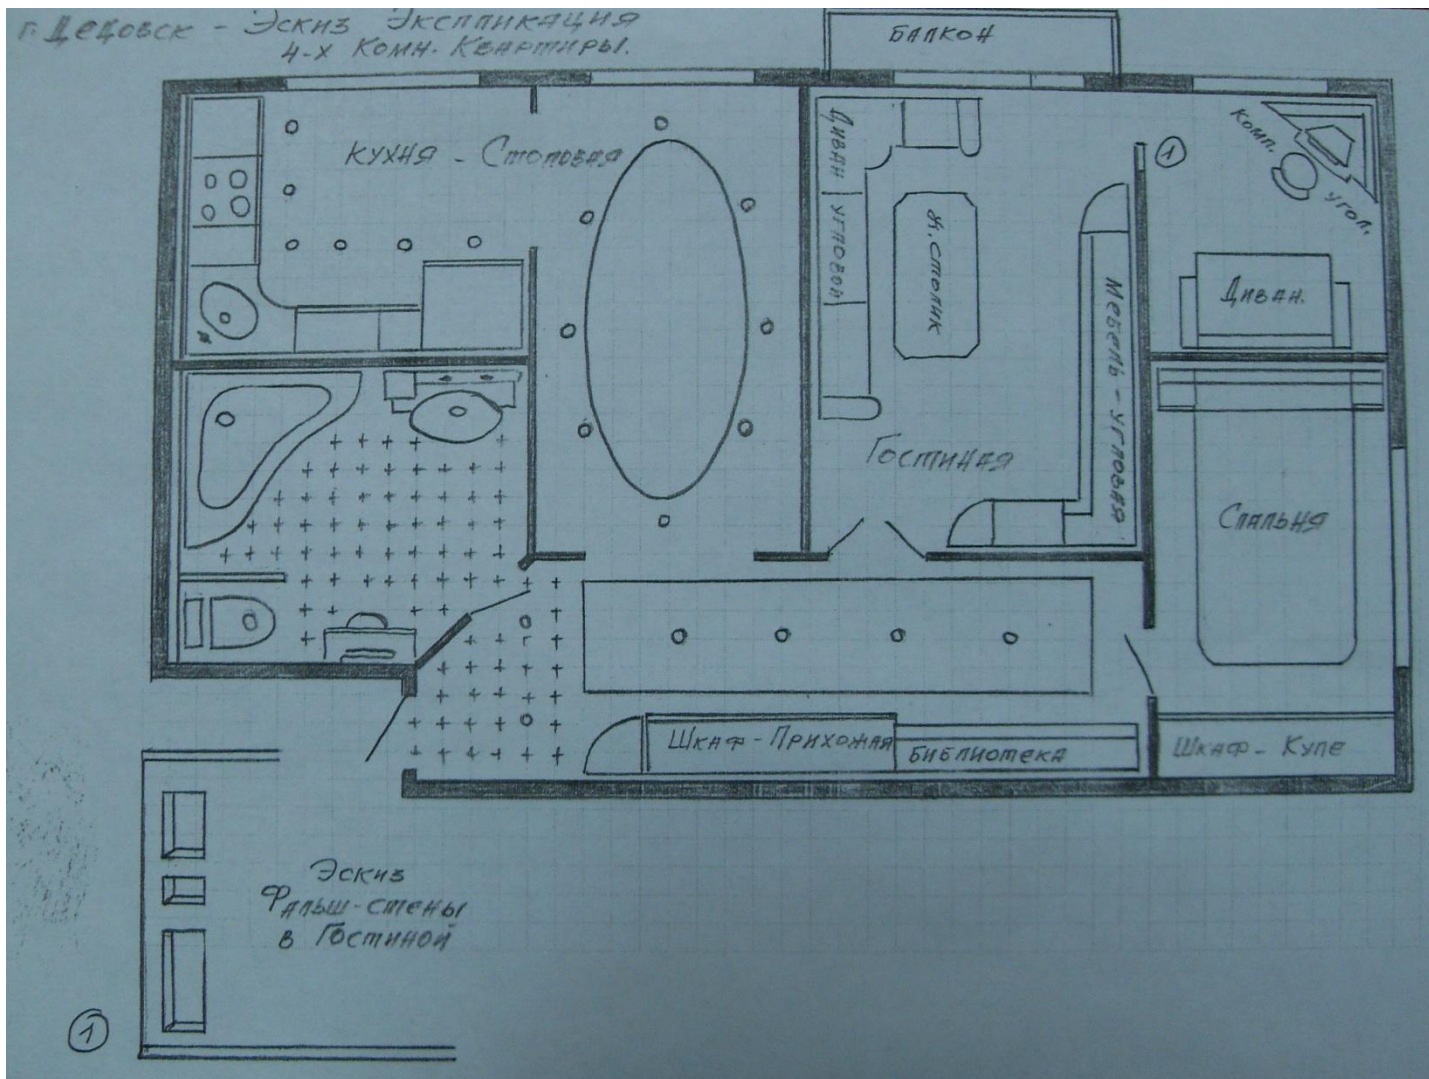 г. Дедовск - Эскиз Экспликация
4-х Комн. Квартиры.
БАЛКОН
Кухня - Столовая
Диван угловой
Ж. столик
Мебель - угловая
1
комп.
угол.
Диван.
Гостиная
Спальня
Шкаф - Прихожая
Библиотека
Шкаф - Купе
Эскиз
Фальш-стены
в Гостиной
1